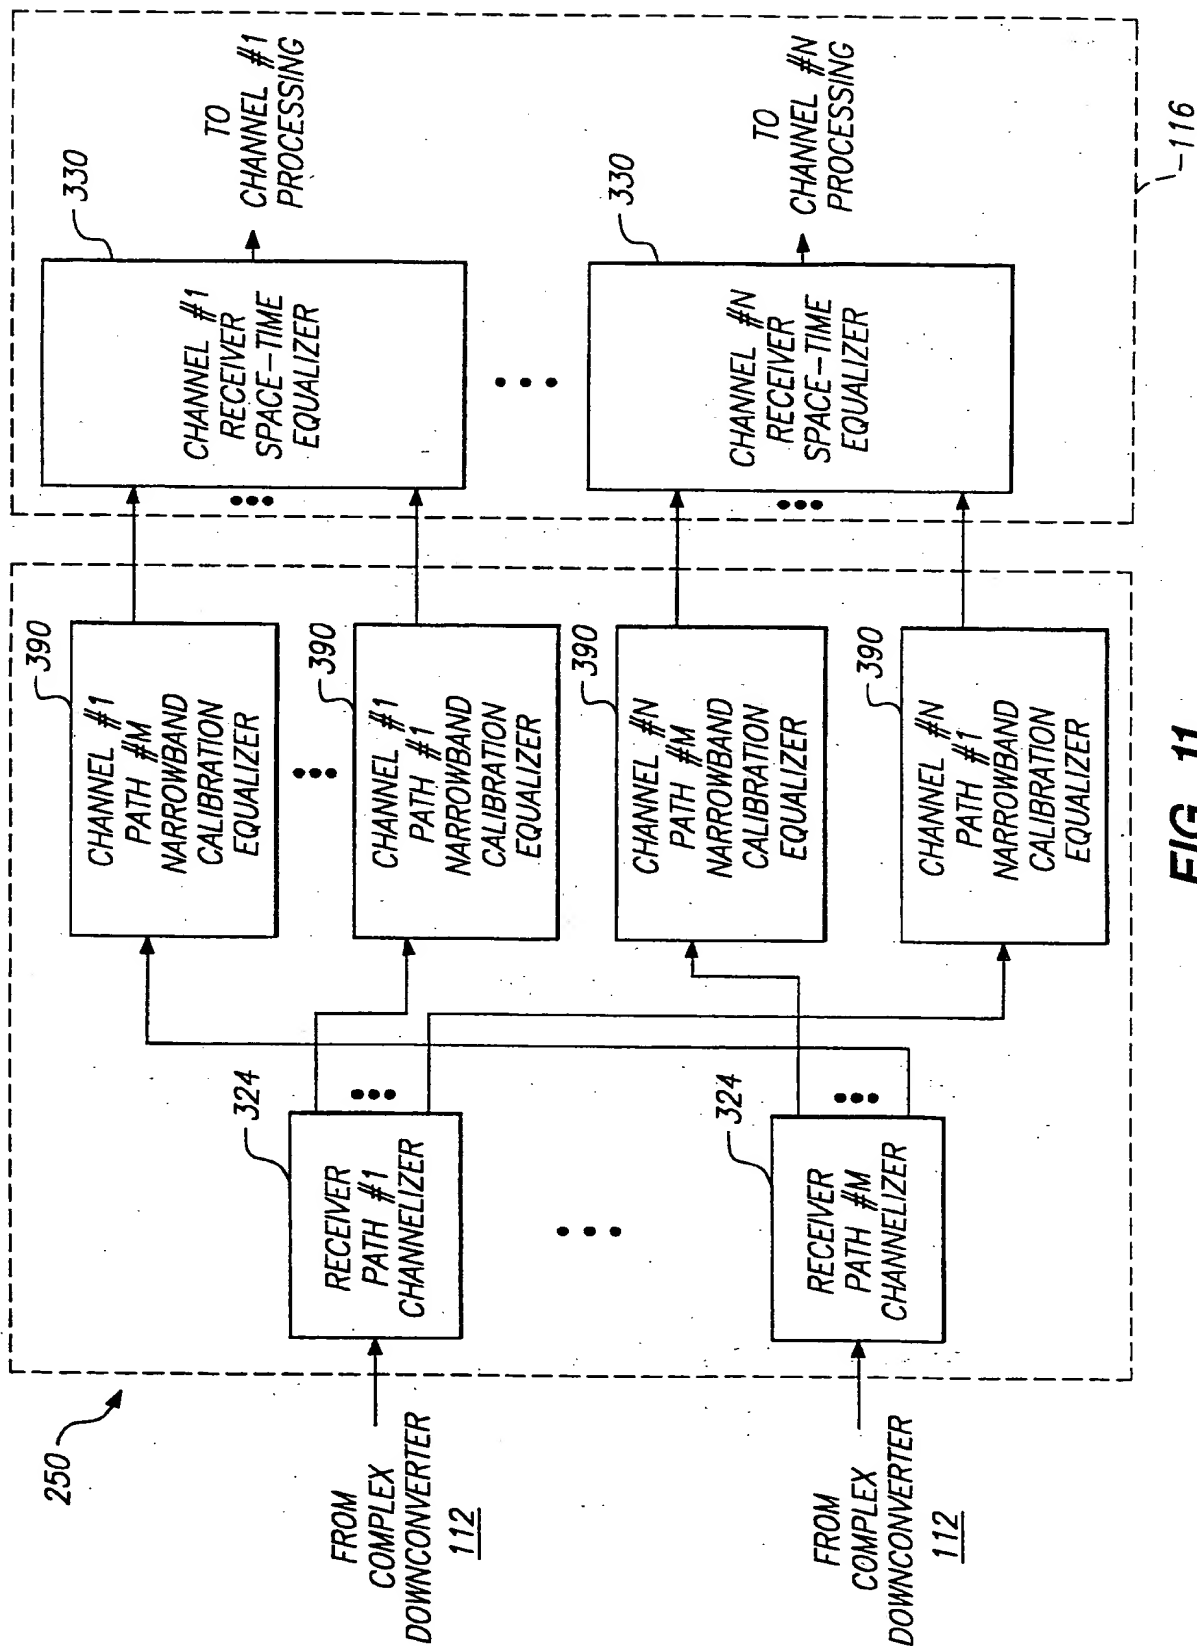 250
FROM
COMPLEX
DOWNCONVERTER
112
FROM
COMPLEX
DOWNCONVERTER
112
324
RECEIVER
PATH #1
CHANNELIZER
324
RECEIVER
PATH #M
CHANNELIZER
390
CHANNEL #1
PATH #M
NARROWBAND
CALIBRATION
EQUALIZER
390
CHANNEL #1
PATH #1
NARROWBAND
CALIBRATION
EQUALIZER
390
CHANNEL #N
PATH #M
NARROWBAND
CALIBRATION
EQUALIZER
390
CHANNEL #N
PATH #1
NARROWBAND
CALIBRATION
EQUALIZER
330
CHANNEL #1
RECEIVER
SPACE-TIME
EQUALIZER
330
CHANNEL #N
RECEIVER
SPACE-TIME
EQUALIZER
TO
CHANNEL #1
PROCESSING
TO
CHANNEL #N
PROCESSING
116
FIG. 11